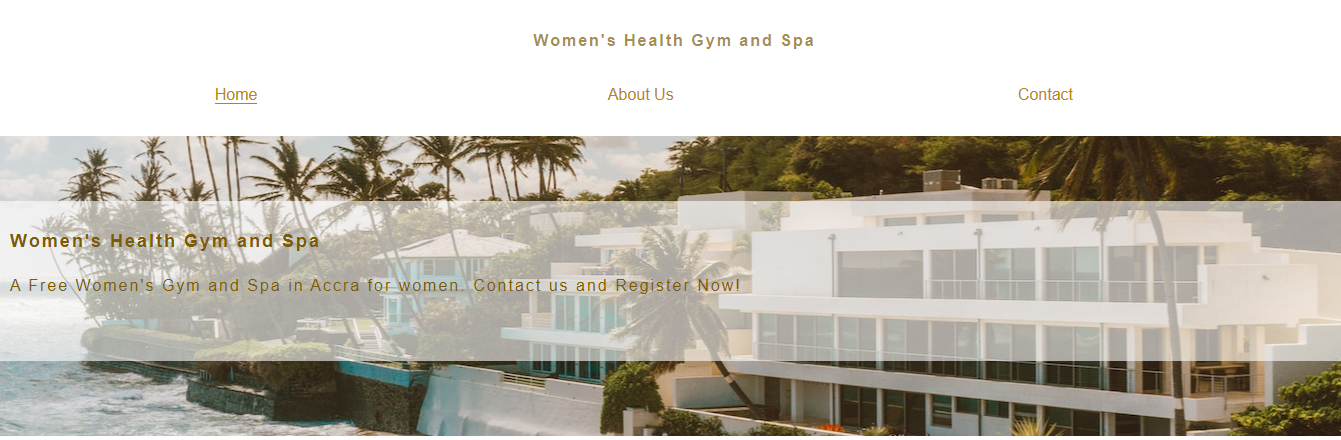 Women's Health Gym and Spa
Home About Us Contact
Women's Health Gym and Spa
A Free Women's Gym and Spa in Accra for women. Contact us and Register Now!